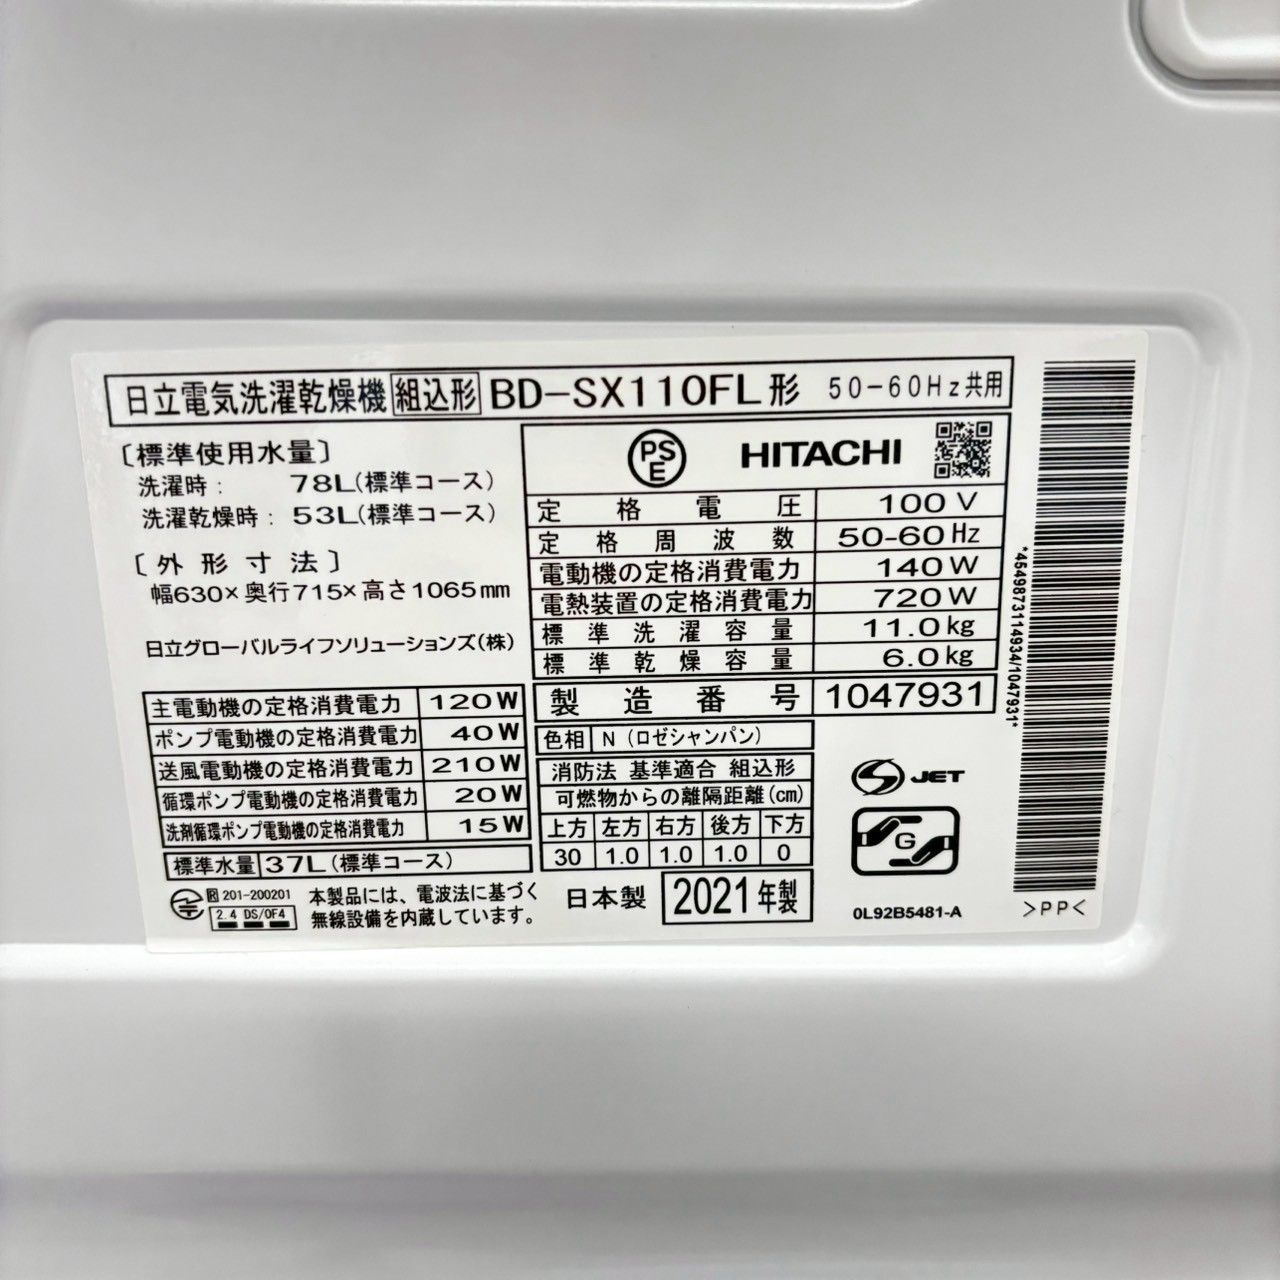 日立電気洗濯乾燥機 組込形 BD-SX110FL形 50-60Hz共用
〔標準使用水量〕
洗濯時: 78L(標準コース)
洗濯乾燥時: 53L(標準コース)
〔外形寸法〕
幅630×奥行715×高さ1065mm
日立グローバルライフソリューションズ(株)
主電動機の定格消費電力 120W
ポンプ電動機の定格消費電力 40W
送風電動機の定格消費電力 210W
循環ポンプ電動機の定格消費電力 20W
洗剤循環ポンプ電動機の定格消費電力 15W
標準水量 37L(標準コース)
R 201-200201
2.4 DS/OF4
本製品には、電波法に基づく
無線設備を内蔵しています。
PSE HITACHI
定格電圧 100V
定格周波数 50-60Hz
電動機の定格消費電力 140W
電熱装置の定格消費電力 720W
標準洗濯容量 11.0kg
標準乾燥容量 6.0kg
製造番号 1047931
色相 N(ロゼシャンパン)
消防法 基準適合 組込形
可燃物からの離隔距離(cm)
上方 左方 右方 後方 下方
30 1.0 1.0 1.0 0
日本製 2021年製
S JET
G
0L92B5481-A
*4549873114934/1047931*
>PP<